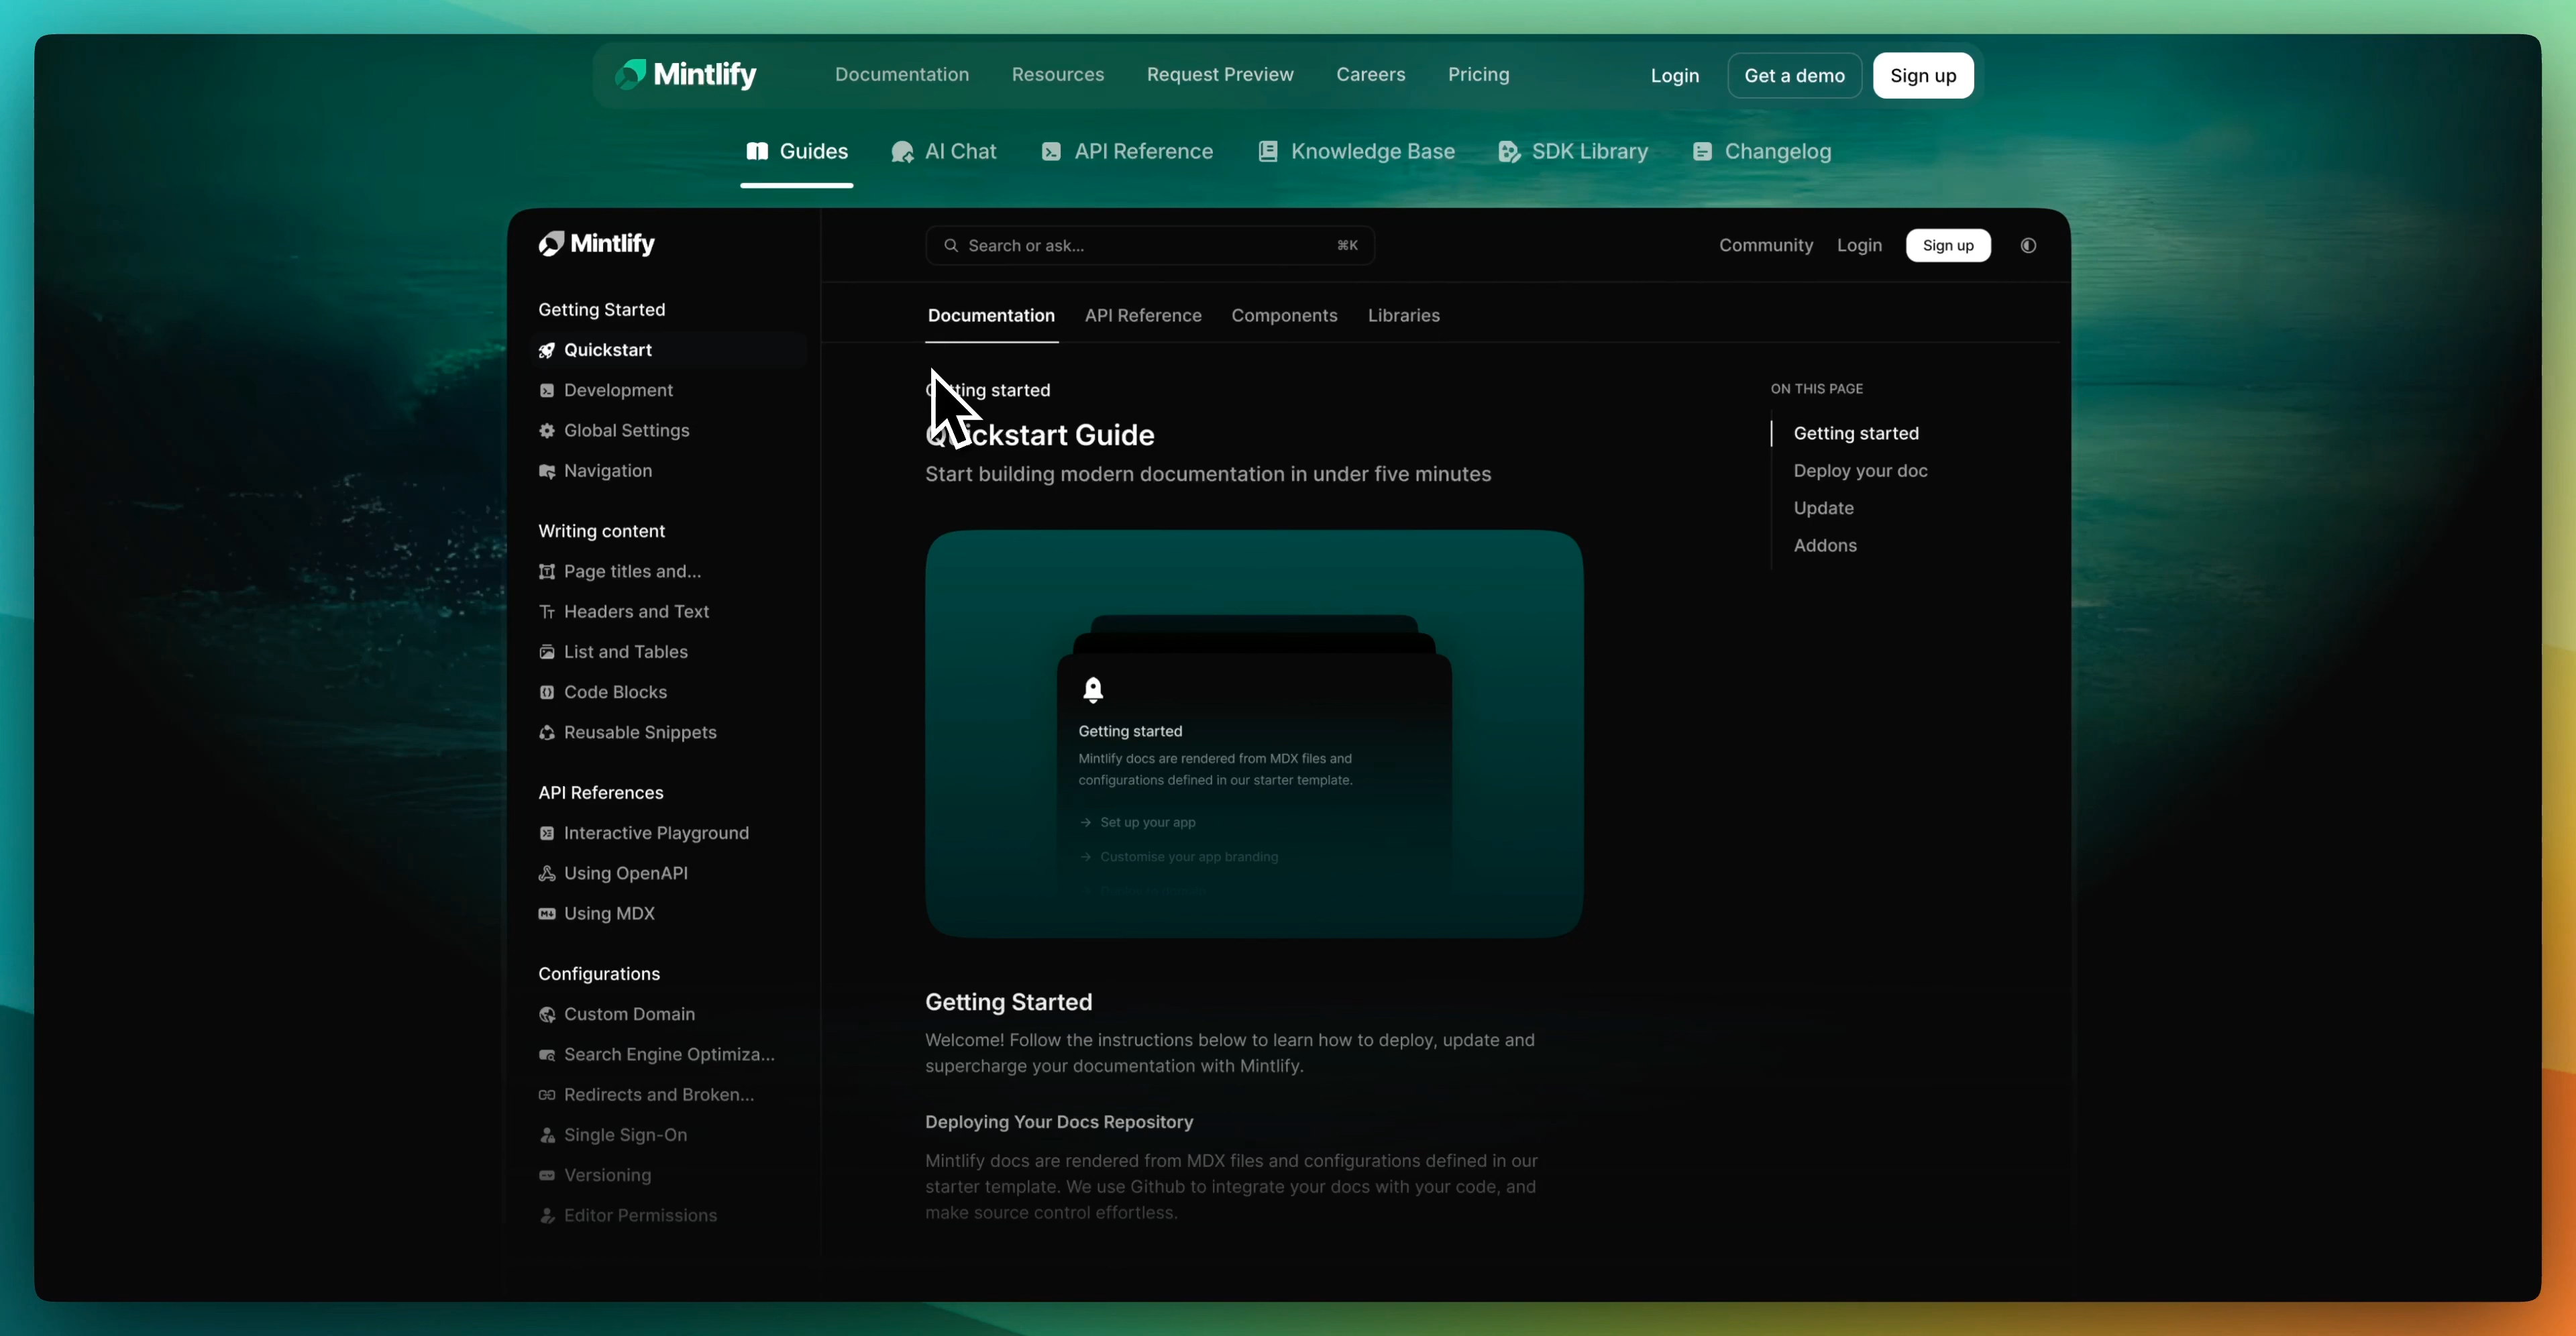 Mintlify
Documentation
Resources
Request Preview
Careers
Pricing
Login
Get a demo
Sign up
Guides
AI Chat
API Reference
Knowledge Base
SDK Library
Changelog
Mintlify
Search or ask...
⌘K
Community
Login
Sign up
Getting Started
Quickstart
Development
Global Settings
Navigation
Writing content
Page titles and...
Headers and Text
List and Tables
Code Blocks
Reusable Snippets
API References
Interactive Playground
Using OpenAPI
Using MDX
Configurations
Custom Domain
Search Engine Optimiza...
Redirects and Broken...
Single Sign-On
Versioning
Editor Permissions
Documentation
API Reference
Components
Libraries
Getting started
Quickstart Guide
Start building modern documentation in under five minutes
Getting started
Mintlify docs are rendered from MDX files and
configurations defined in our starter template.
→ Set up your app
→ Customise your app branding
Getting Started
Welcome! Follow the instructions below to learn how to deploy, update and
supercharge your documentation with Mintlify.
Deploying Your Docs Repository
Mintlify docs are rendered from MDX files and configurations defined in our
starter template. We use Github to integrate your docs with your code, and
make source control effortless.
ON THIS PAGE
Getting started
Deploy your doc
Update
Addons